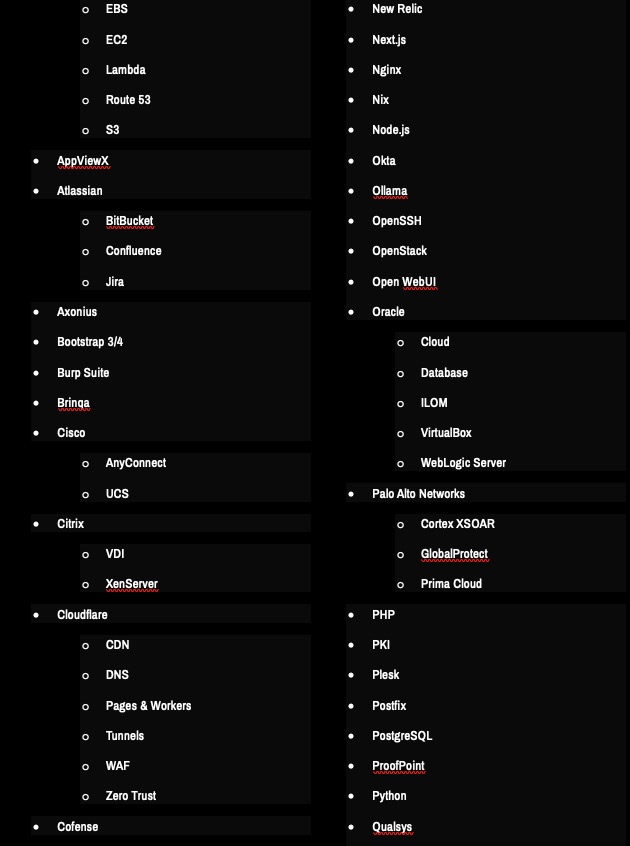 EBS
EC2
Lambda
Route 53
S3
AppViewX
Atlassian
BitBucket
Confluence
Jira
Axonius
Bootstrap 3/4
Burp Suite
Brinqa
Cisco
AnyConnect
UCS
Citrix
VDI
XenServer
Cloudflare
CDN
DNS
Pages & Workers
Tunnels
WAF
Zero Trust
Cofense
New Relic
Next.js
Nginx
Nix
Node.js
Okta
Ollama
OpenSSH
OpenStack
Open WebUI
Oracle
Cloud
Database
ILOM
VirtualBox
WebLogic Server
Palo Alto Networks
Cortex XSOAR
GlobalProtect
Prima Cloud
PHP
PKI
Plesk
Postfix
PostgreSQL
ProofPoint
Python
Qualsys